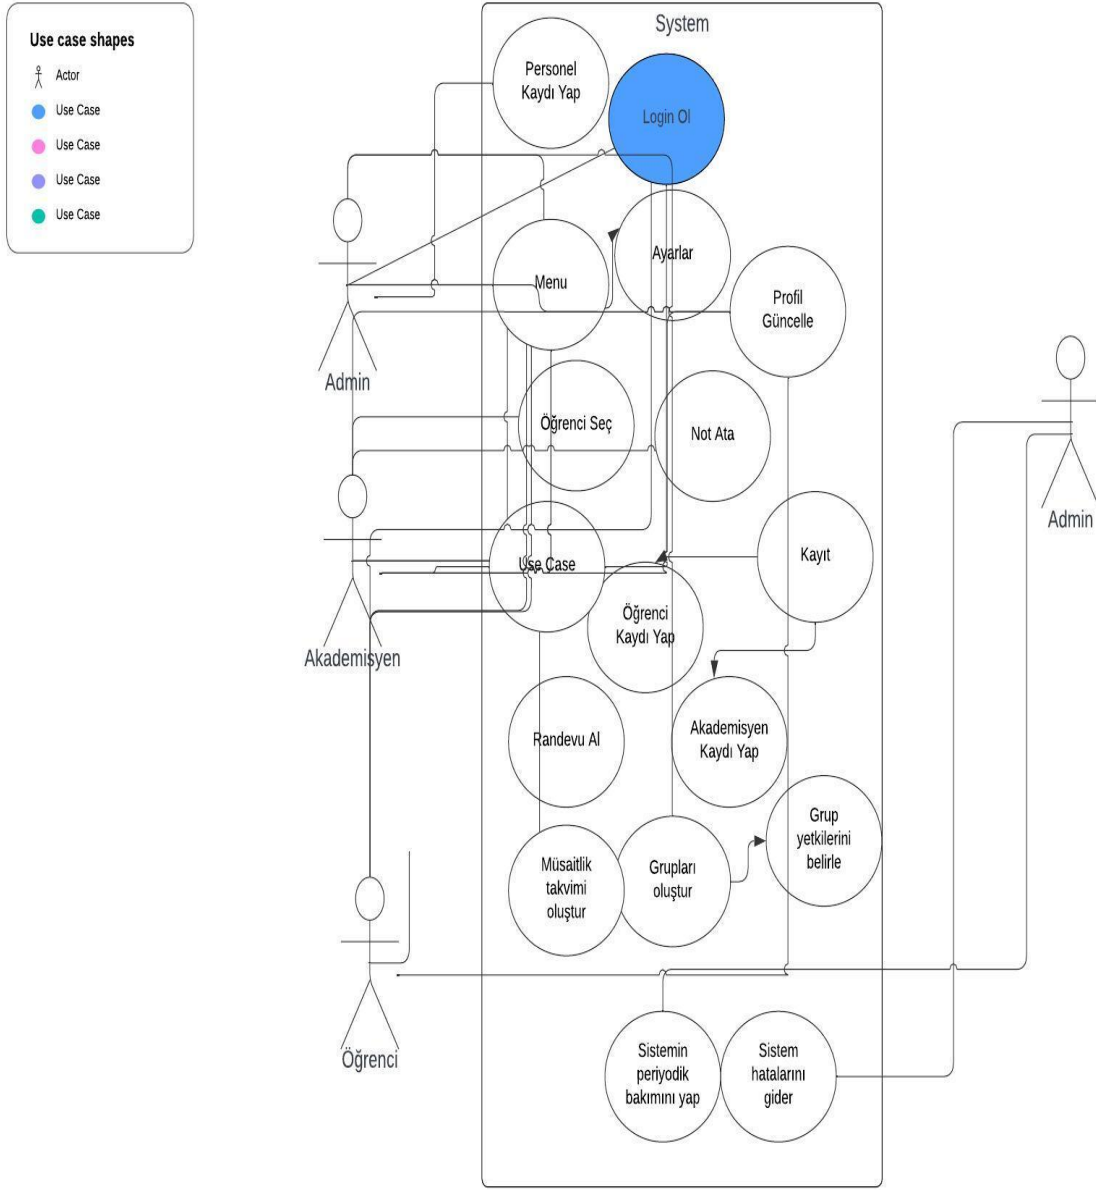 Use case shapes
Actor
Use Case
Use Case
Use Case
Use Case
System
Personel
Kaydı Yap
Login Ol
Menu
Ayarlar
Profil
Güncelle
Admin
Öğrenci Seç
Not Ata
Admin
Use Case
Kayıt
Öğrenci
Kaydı Yap
Akademisyen
Randevu Al
Akademisyen
Kaydı Yap
Grup
yetkilerini
belirle
Müsaitlik
takvimi
oluştur
Grupları
oluştur
Öğrenci
Sistemin
periyodik
bakımını yap
Sistem
hatalarını
gider